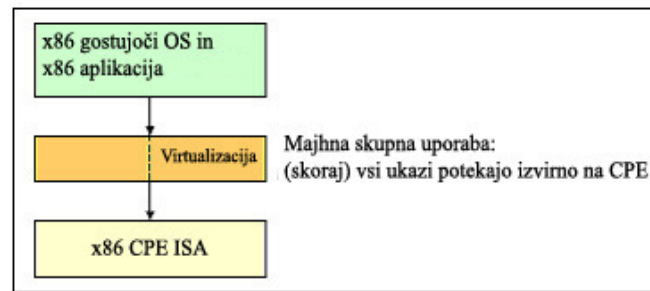 x86 gostujoči OS in
x86 aplikacija
Virtualizacija
Majhna skupna uporaba:
(skoraj) vsi ukazi potekajo izvirno na CPE
x86 CPE ISA